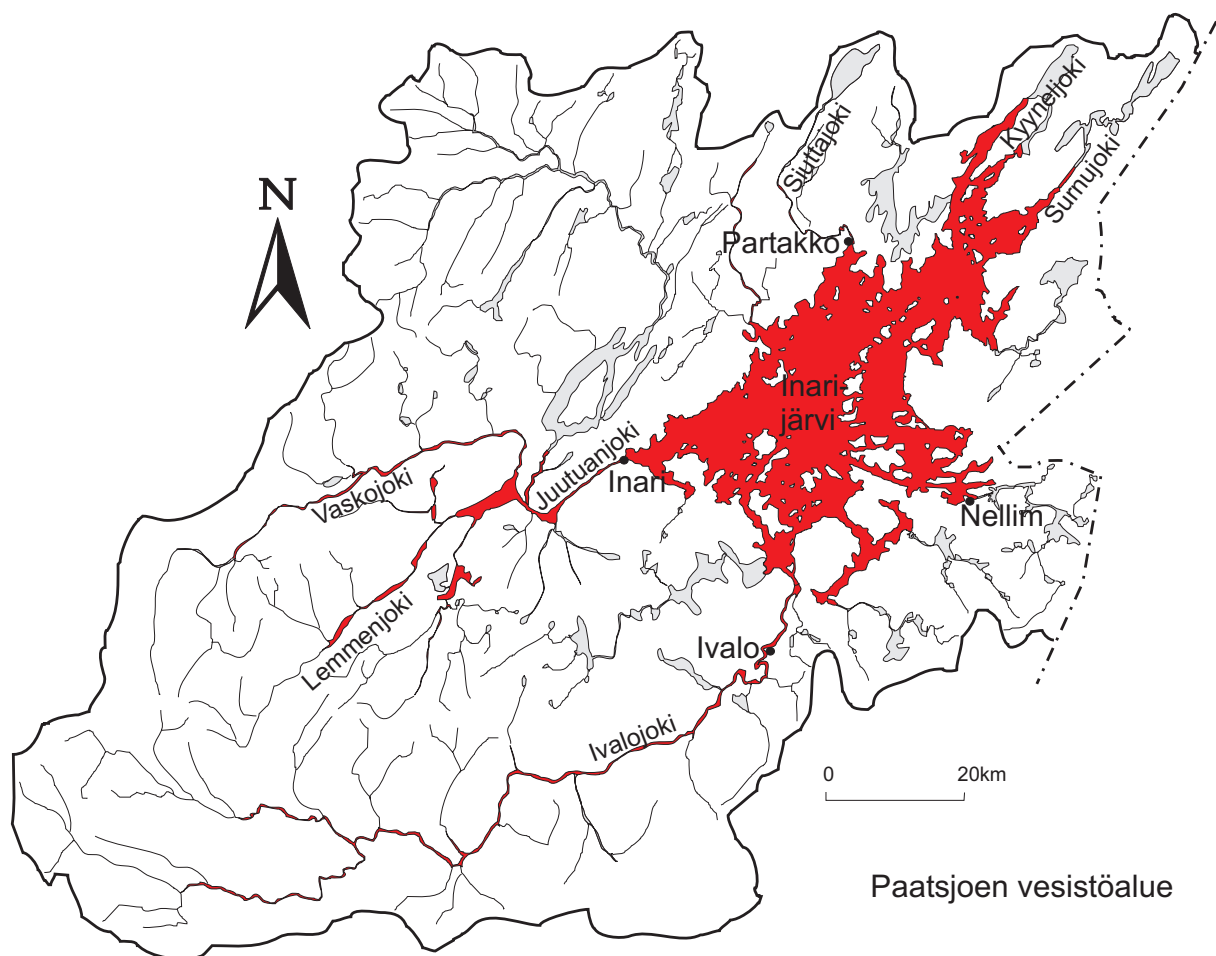 Kyyneljoki
Siuttajoki
Surnujoki
N
Partakko
Inari-
järvi
Juutuanjoki
Inari
Vaskojoki
Nellim
Lemmenjoki
Ivalo
Ivalojoki
0 20km
Paatsjoen vesistöalue